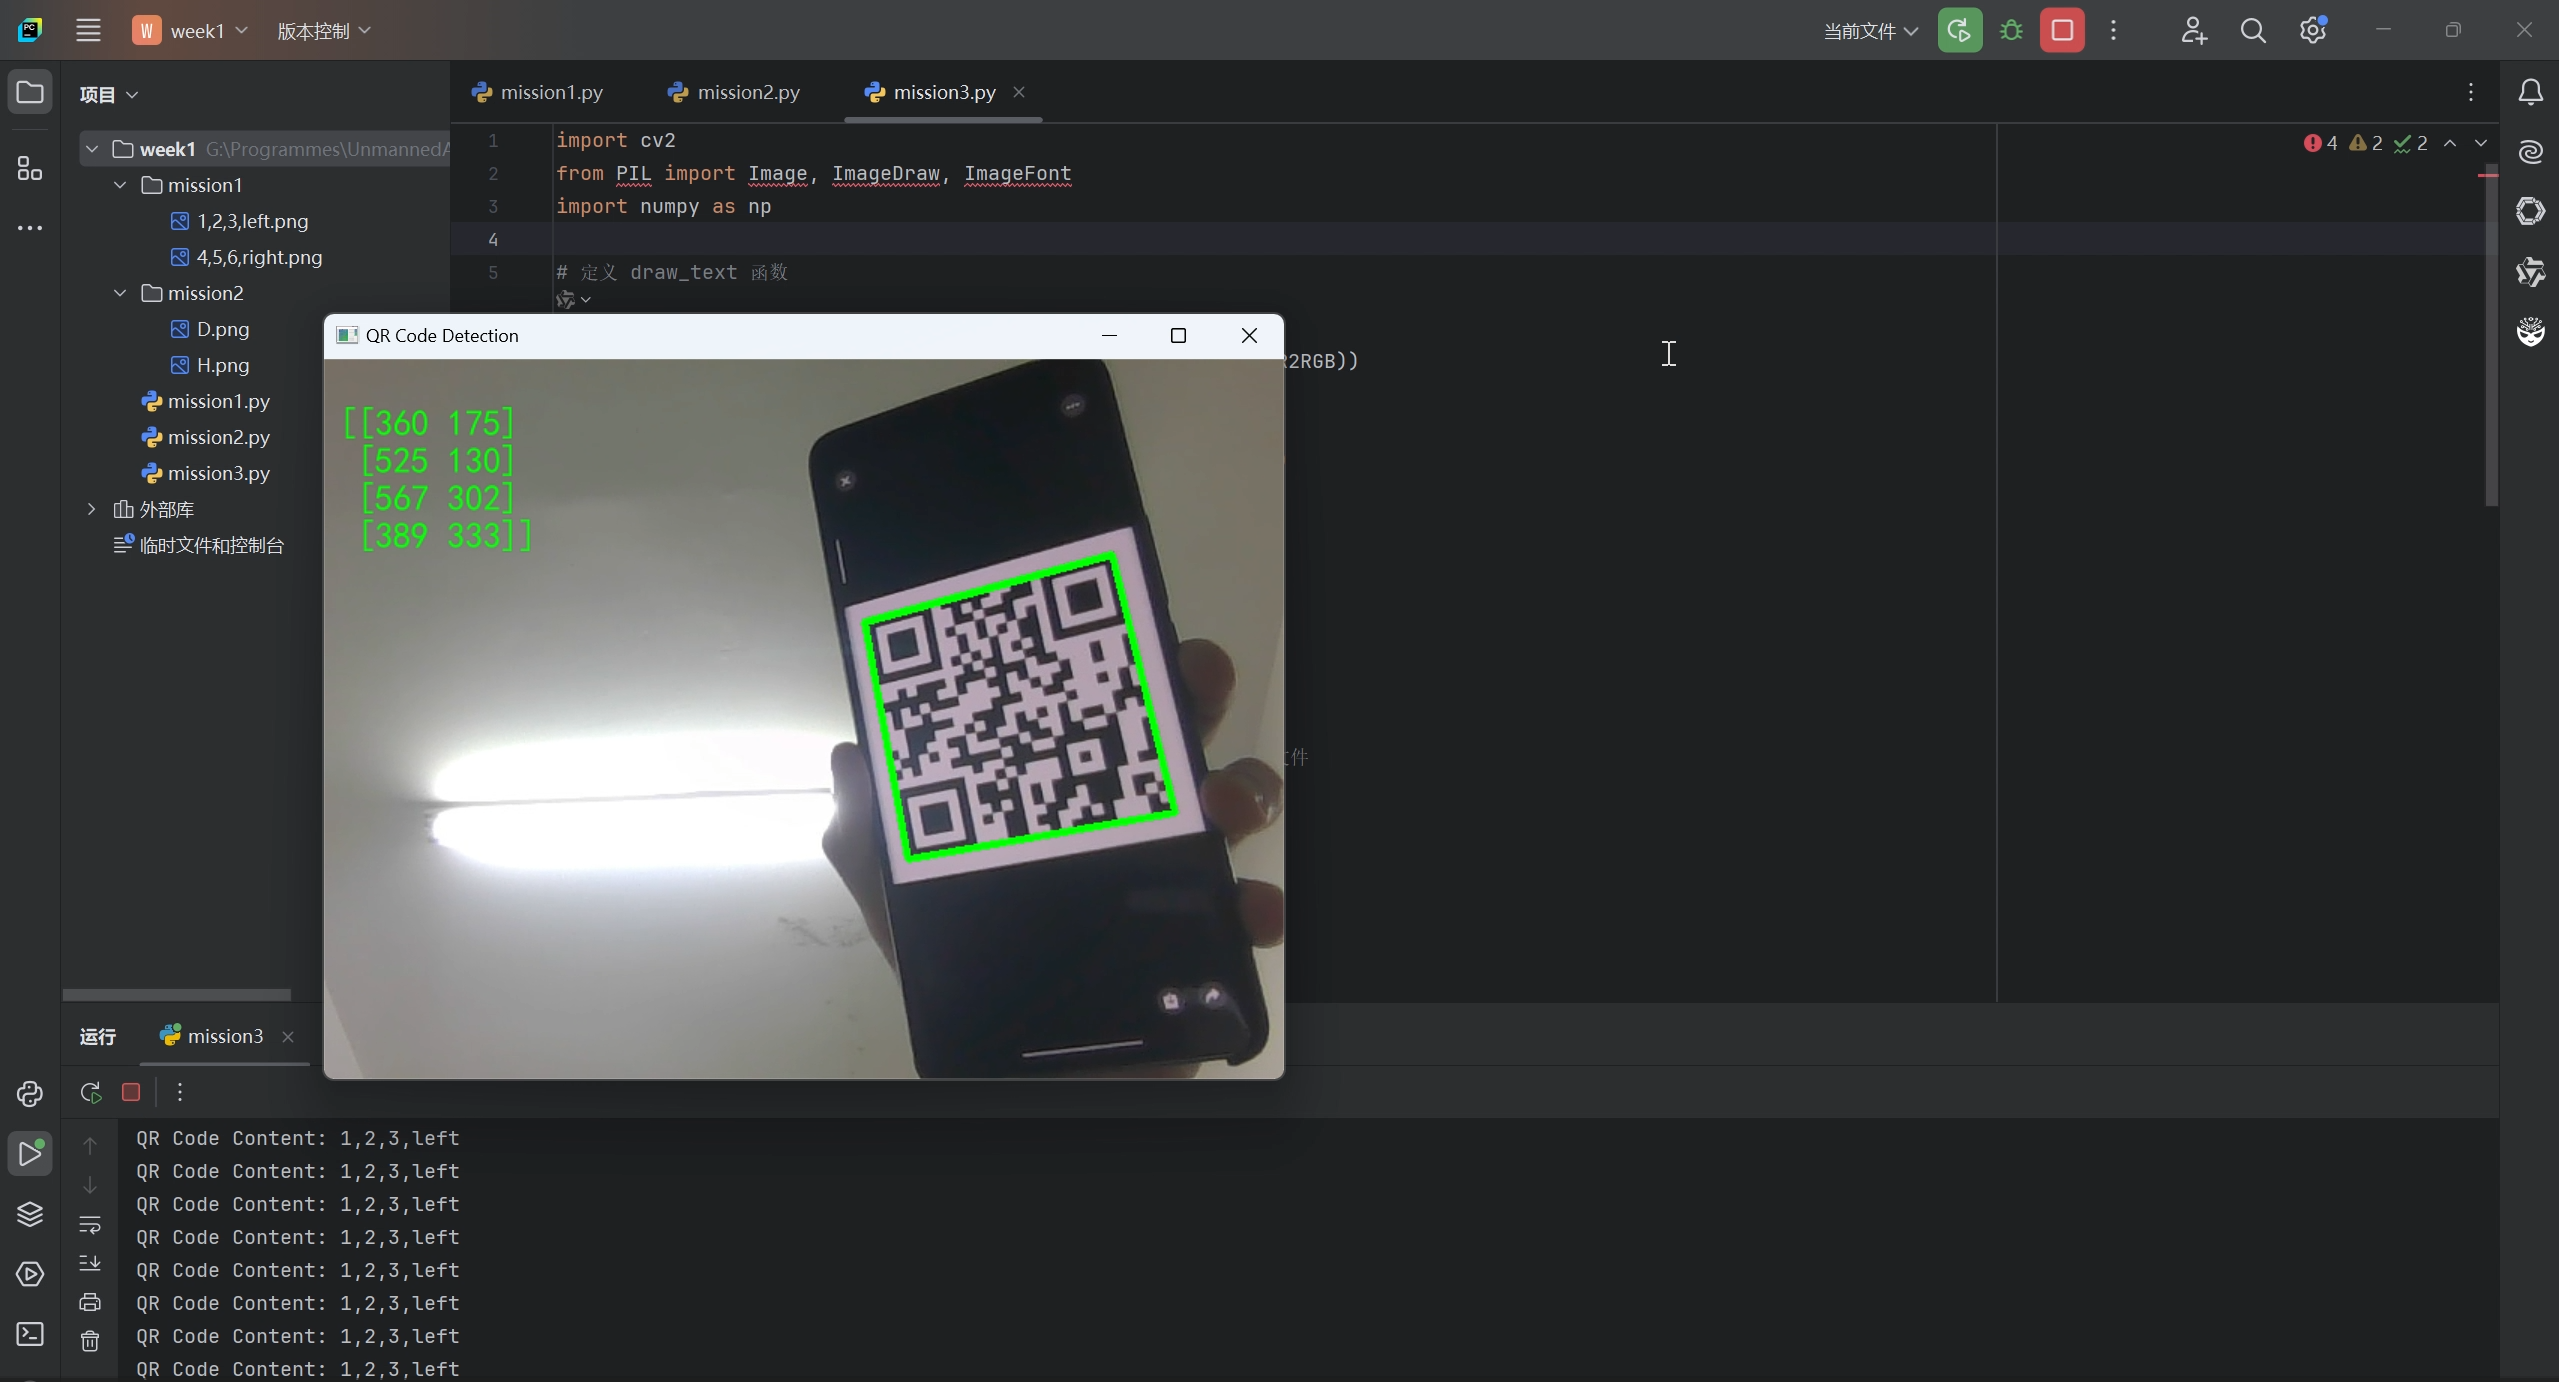 PC
W week1 版本控制
当前文件
项目
week1 G:\Programmes\UnmannedA
mission1
1,2,3,left.png
4,5,6,right.png
mission2
D.png
H.png
mission1.py
mission2.py
mission3.py
外部库
临时文件和控制台
mission1.py mission2.py mission3.py
4 2 2
1 import cv2
2 from PIL import Image, ImageDraw, ImageFont
3 import numpy as np
4
5 # 定义 draw_text 函数
2RGB))
件
QR Code Detection
[[360 175]
[525 130]
[567 302]
[389 333]]
运行 mission3
QR Code Content: 1,2,3,left
QR Code Content: 1,2,3,left
QR Code Content: 1,2,3,left
QR Code Content: 1,2,3,left
QR Code Content: 1,2,3,left
QR Code Content: 1,2,3,left
QR Code Content: 1,2,3,left
QR Code Content: 1,2,3,left